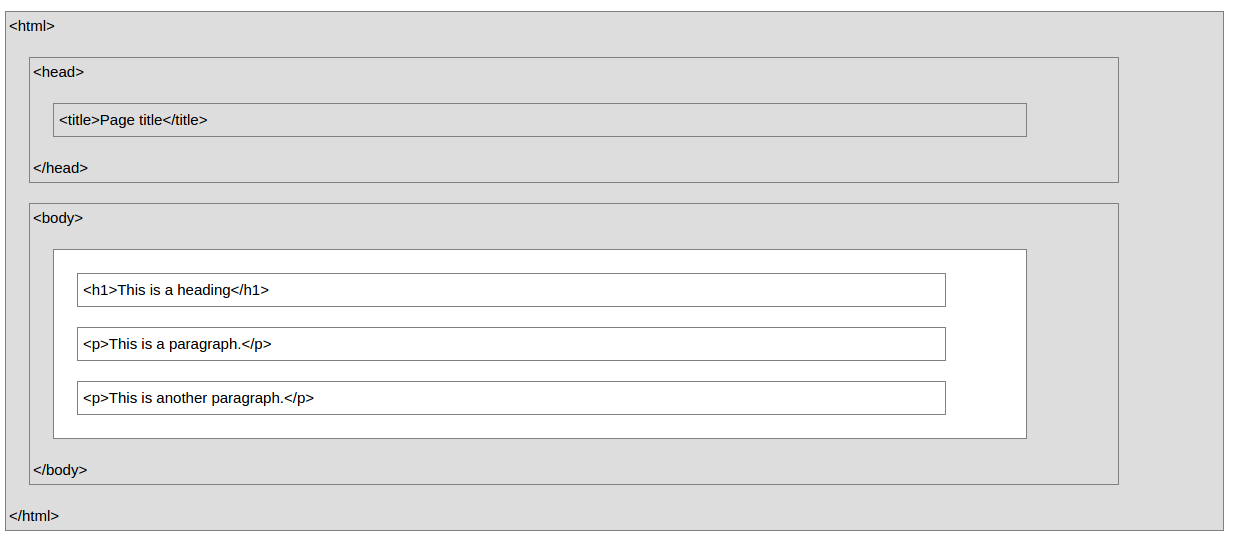 <html>
<head>
<title>Page title</title>
</head>
<body>
<h1>This is a heading</h1>
<p>This is a paragraph.</p>
<p>This is another paragraph.</p>
</body>
</html>